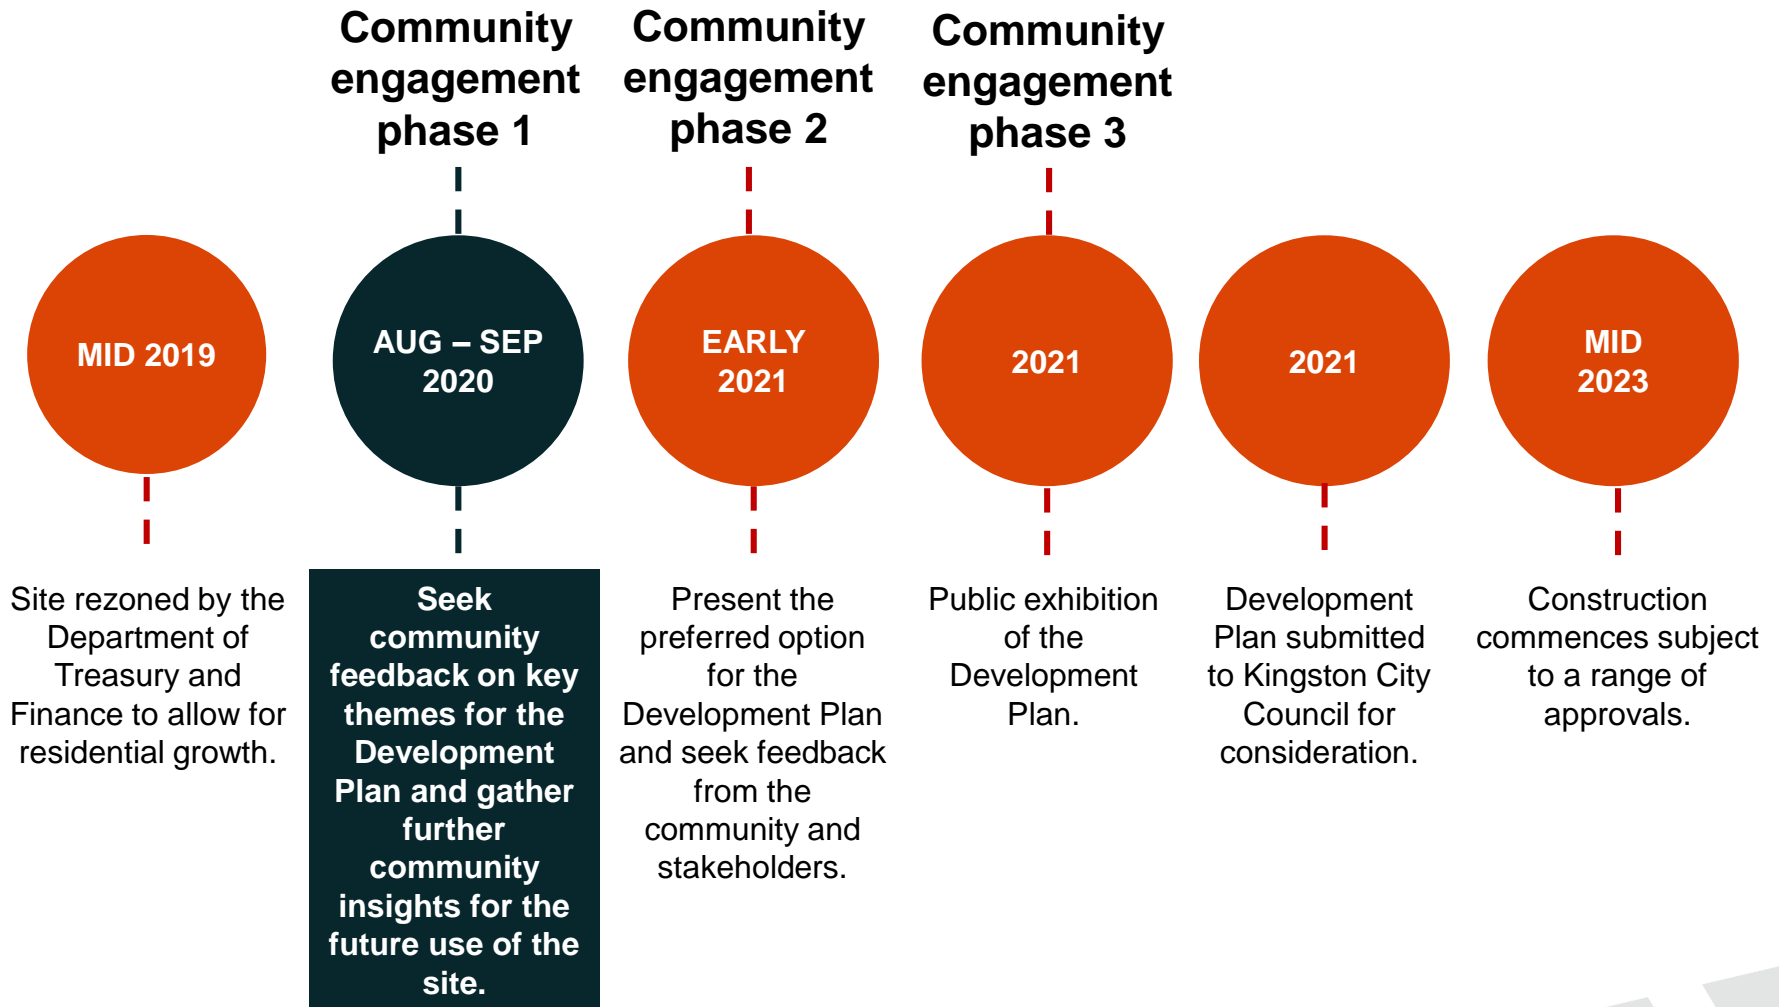 Community
engagement
phase 1
Community
engagement
phase 2
Community
engagement
phase 3
MID 2019
AUG – SEP
2020
EARLY
2021
2021
2021
MID
2023
Site rezoned by the
Department of
Treasury and
Finance to allow for
residential growth.
Seek
community
feedback on key
themes for the
Development
Plan and gather
further
community
insights for the
future use of the
site.
Present the
preferred option
for the
Development Plan
and seek feedback
from the
community and
stakeholders.
Public exhibition
of the
Development
Plan.
Development
Plan submitted
to Kingston City
Council for
consideration.
Construction
commences subject
to a range of
approvals.